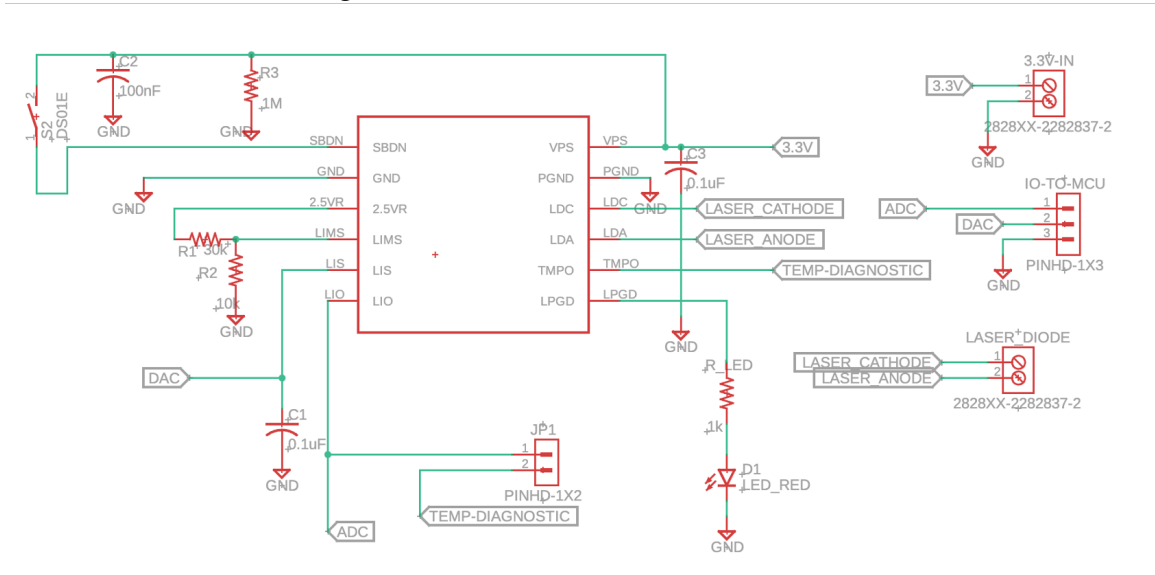 C2
100nF
GND
R3
1M
GND
2
1
S2
DS01E
SBDN
SBDN
GND
GND
GND
2.5VR
2.5VR
LIMS
LIMS
LIS
LIS
LIO
LIO
R1
30k
R2
10k
GND
DAC
C1
0.1uF
GND
ADC
VPS
VPS
3.3V
C3
0.1uF
PGND
PGND
GND
LDC
LDC
LASER_CATHODE
LDA
LDA
LASER_ANODE
TMPO
TMPO
TEMP-DIAGNOSTIC
LPGD
LPGD
GND
R_LED
1k
D1
LED_RED
GND
JP1
1
2
PINHD-1X2
TEMP-DIAGNOSTIC
3.3V-IN
3.3V
1
2
2828XX-2282837-2
GND
IO-TO-MCU
ADC
1
DAC
2
3
PINHD-1X3
GND
LASER_DIODE
LASER_CATHODE
1
LASER_ANODE
2
2828XX-2282837-2